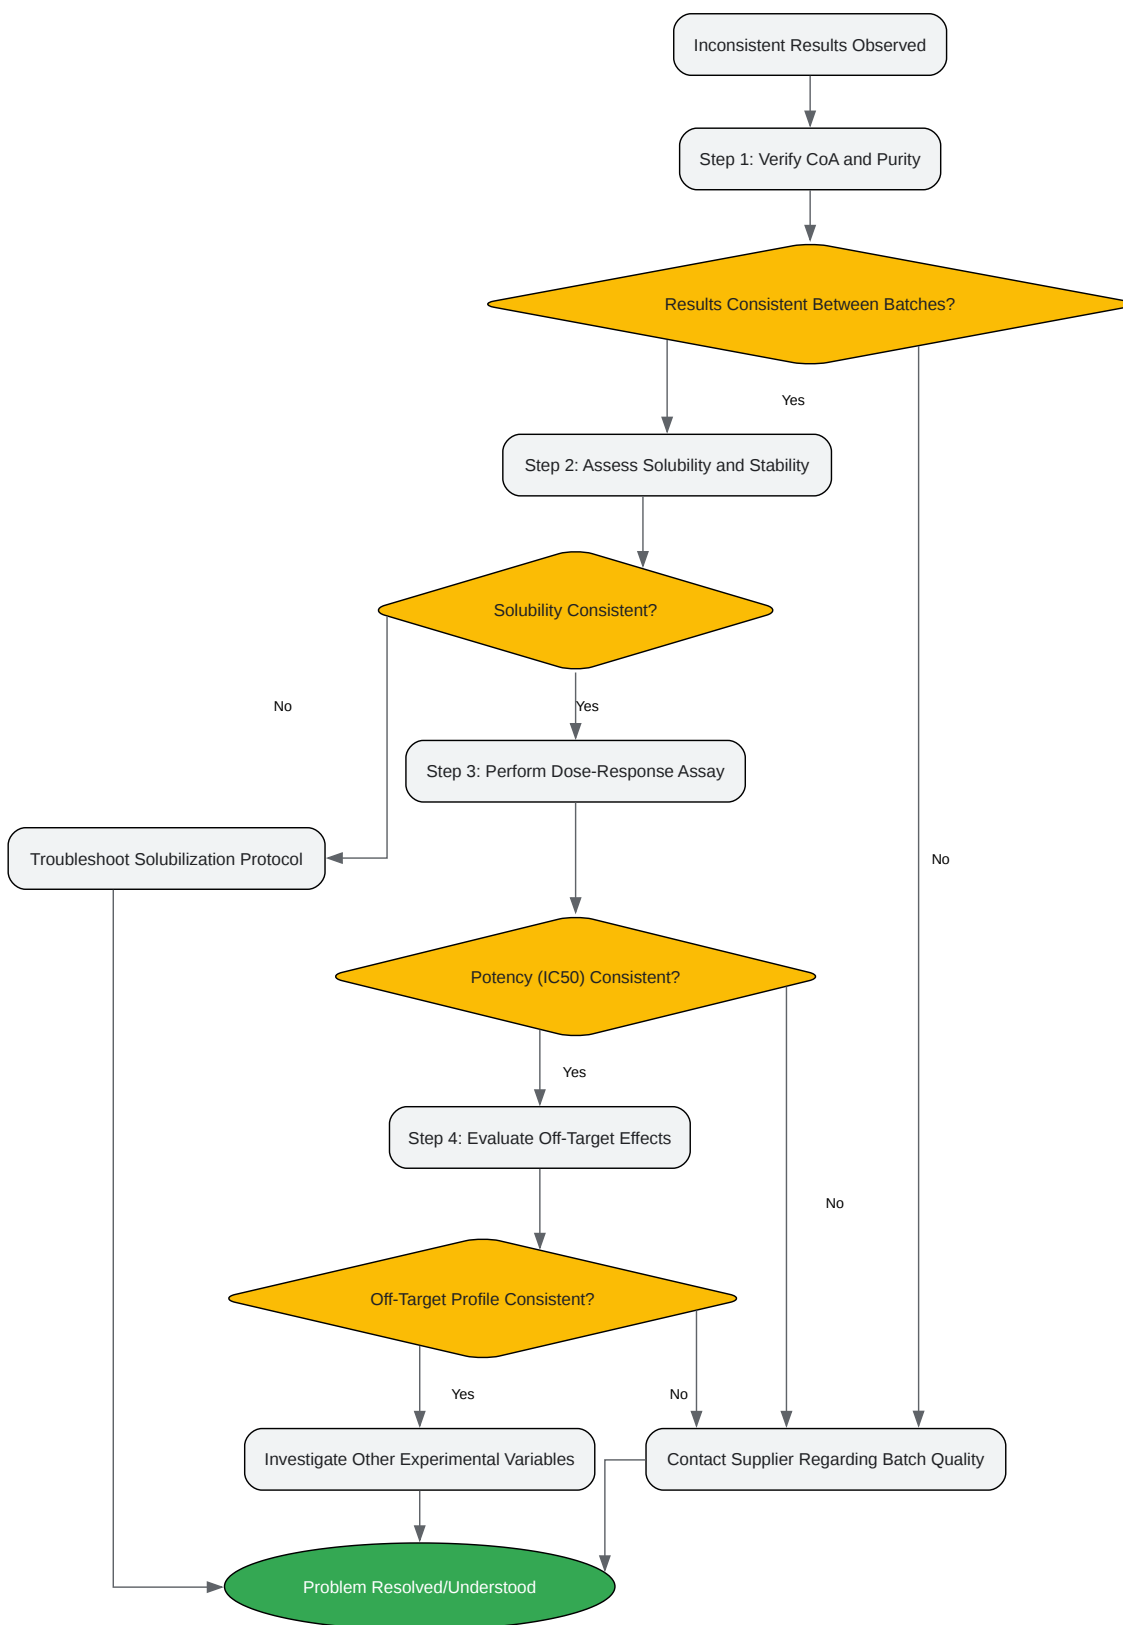 Inconsistent Results Observed
Step 1: Verify CoA and Purity
Results Consistent Between Batches?
Yes
Step 2: Assess Solubility and Stability
Solubility Consistent?
No
Yes
Step 3: Perform Dose-Response Assay
Troubleshoot Solubilization Protocol
No
Potency (IC50) Consistent?
Yes
Step 4: Evaluate Off-Target Effects
No
Off-Target Profile Consistent?
Yes
No
Investigate Other Experimental Variables
Contact Supplier Regarding Batch Quality
Problem Resolved/Understood